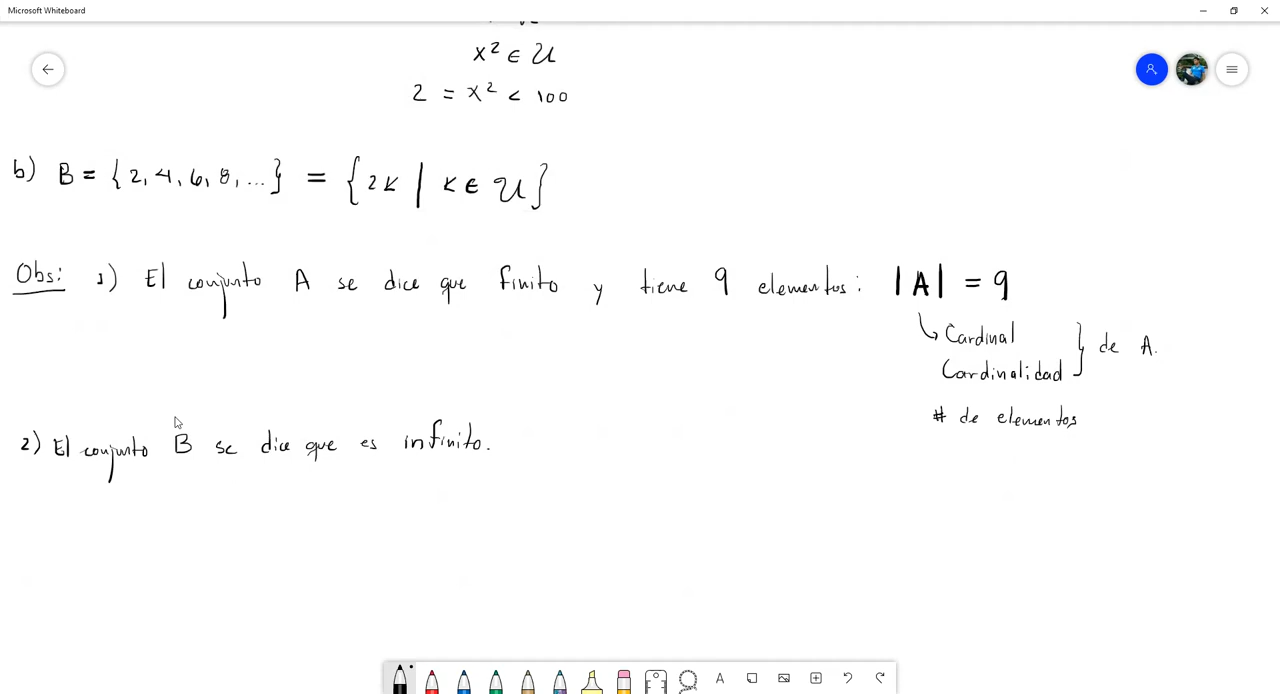 Microsoft Whiteboard
x² ∈ U
2 = x² < 100
b) B = {2, 4, 6, 8, ...} = {2K | K ∈ U}
Obs: 1) El conjunto A se dice que finito y tiene 9 elementos: |A| = 9
Cardinal
Cardinalidad } de A.
# de elementos
2) El conjunto B se dice que es infinito.